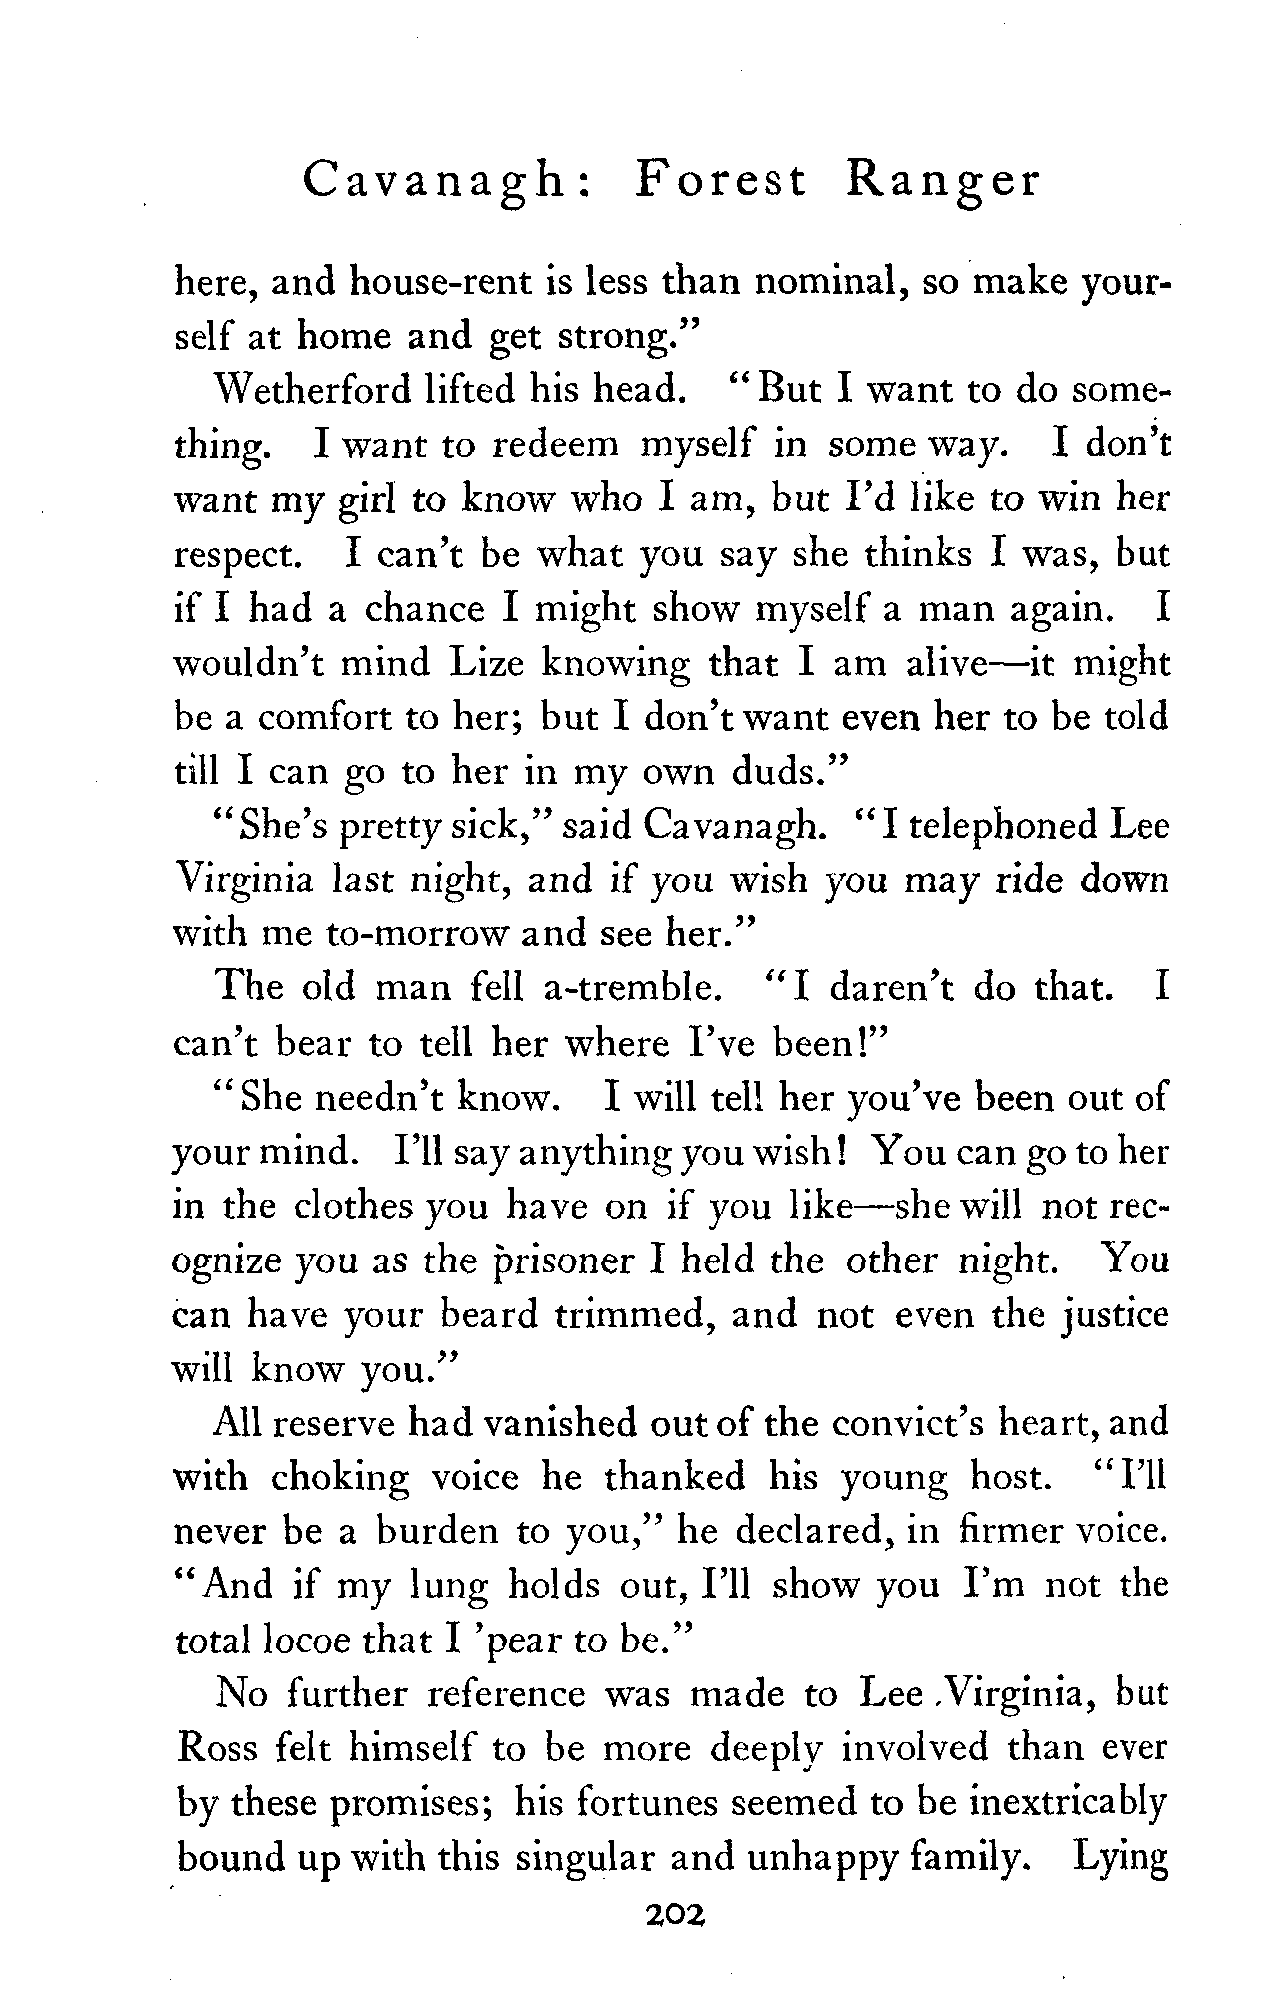 Cavanagh: Forest Ranger
here, and house-rent is less than nominal, so make your-
self at home and get strong."
Wetherford lifted his head. "But I want to do some-
thing. I want to redeem myself in some way. I don't
want my girl to know who I am, but I'd like to win her
respect. I can't be what you say she thinks I was, but
if I had a chance I might show myself a man again. I
wouldn't mind Lize knowing that I am alive—it might
be a comfort to her; but I don't want even her to be told
till I can go to her in my own duds."
"She's pretty sick," said Cavanagh. "I telephoned Lee
Virginia last night, and if you wish you may ride down
with me to-morrow and see her."
The old man fell a-tremble. "I daren't do that. I
can't bear to tell her where I've been!"
"She needn't know. I will tell her you've been out of
your mind. I'll say anything you wish! You can go to her
in the clothes you have on if you like—she will not rec-
ognize you as the prisoner I held the other night. You
can have your beard trimmed, and not even the justice
will know you."
All reserve had vanished out of the convict's heart, and
with choking voice he thanked his young host. "I'll
never be a burden to you," he declared, in firmer voice.
"And if my lung holds out, I'll show you I'm not the
total locoe that I 'pear to be."
No further reference was made to Lee Virginia, but
Ross felt himself to be more deeply involved than ever
by these promises; his fortunes seemed to be inextricably
bound up with this singular and unhappy family. Lying
202